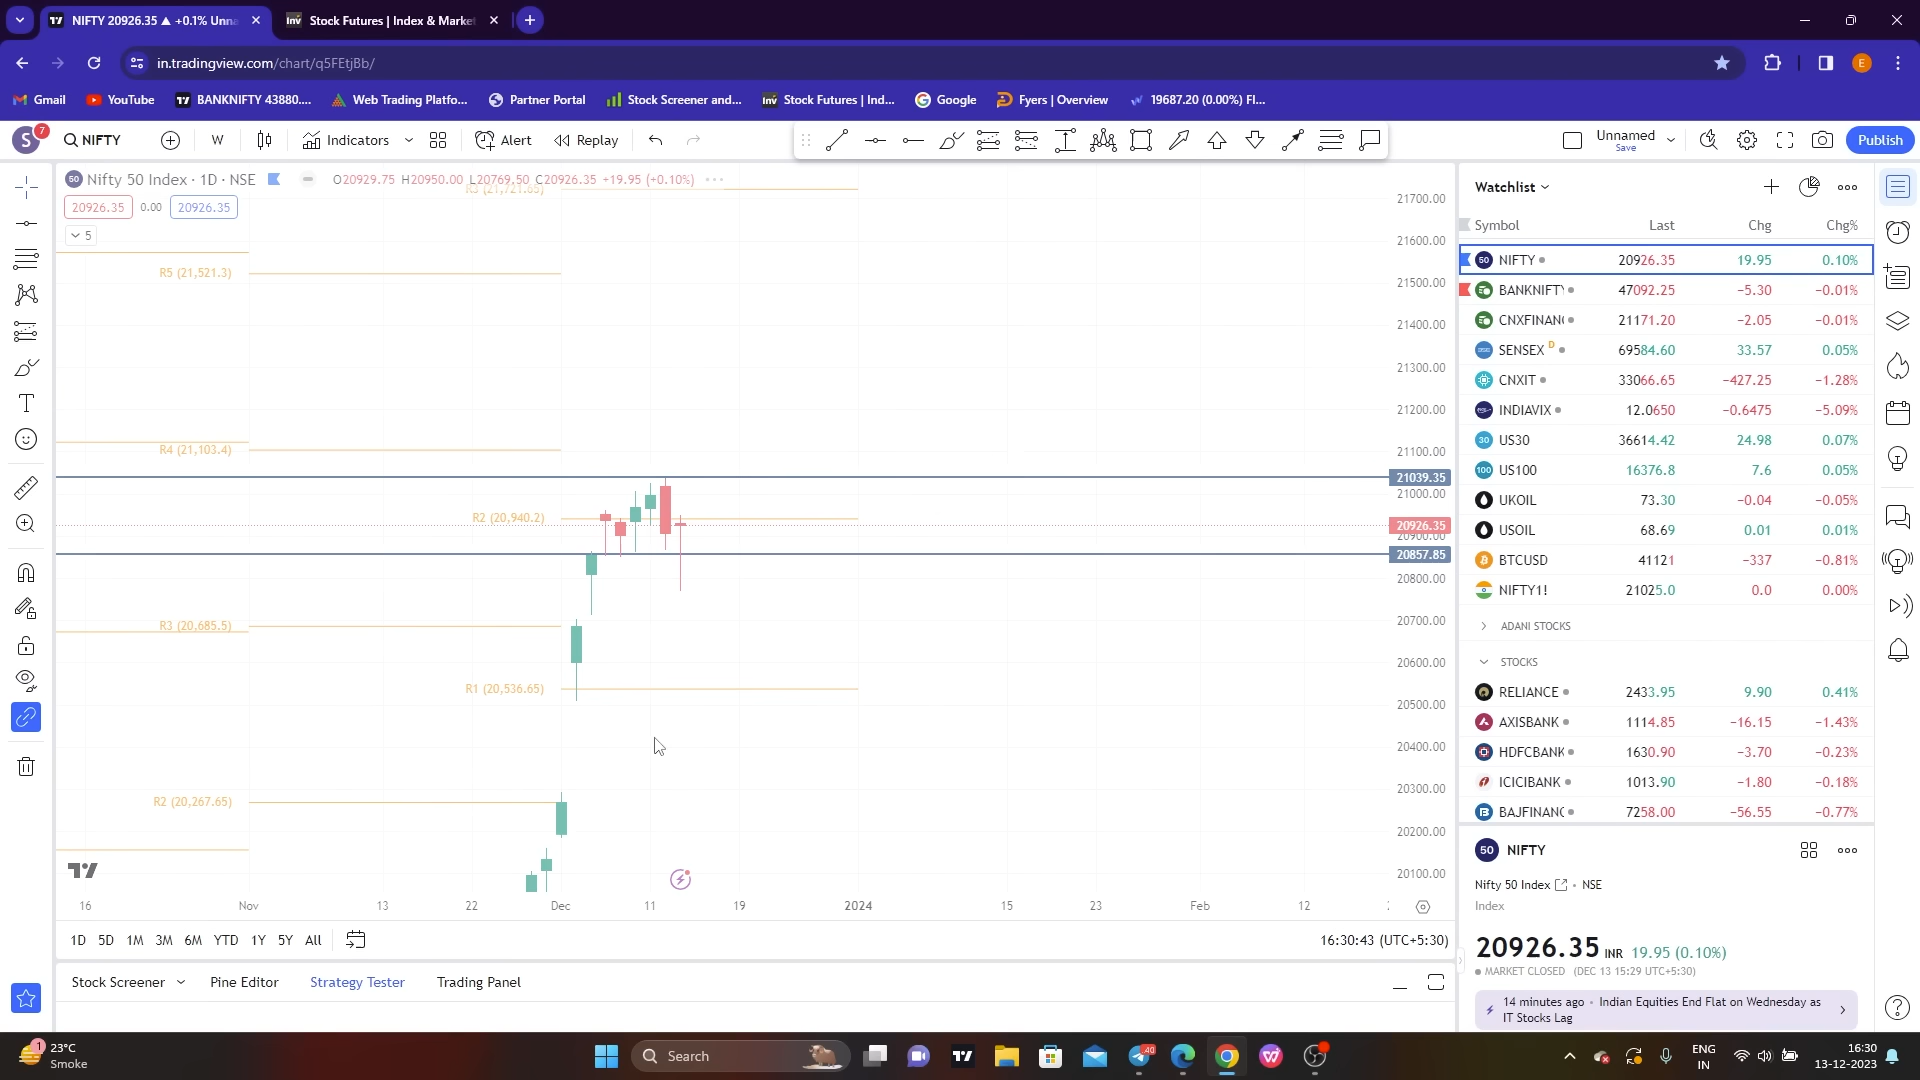 NIFTY 20926.35 ▲ +0.1% Unna
Stock Futures | Index & Marke
in.tradingview.com/chart/q5FEtjBb/
Gmail
YouTube
BANKNIFTY 43880....
Web Trading Platfo...
Partner Portal
Stock Screener and...
Stock Futures | Ind...
Google
Fyers | Overview
19687.20 (0.00%) Fl...
S
7
NIFTY
W
Indicators
Alert
Replay
Unnamed
Save
Publish
Nifty 50 Index · 1D · NSE
O20929.75 H20950.00 L20769.50 C20926.35 +19.95 (+0.10%)
20926.35 0.00 20926.35
5
R3 (21,721.65)
R5 (21,521.3)
R4 (21,103.4)
R2 (20,940.2)
R3 (20,685.5)
R1 (20,536.65)
R2 (20,267.65)
21700.00
21600.00
21500.00
21400.00
21300.00
21200.00
21100.00
21039.35
21000.00
20926.35
20900.00
20857.85
20800.00
20700.00
20600.00
20500.00
20400.00
20300.00
20200.00
20100.00
16 Nov 13 22 Dec 11 19 2024 15 23 Feb 12
1D 5D 1M 3M 6M YTD 1Y 5Y All
16:30:43 (UTC+5:30)
Stock Screener
Pine Editor
Strategy Tester
Trading Panel
Watchlist
Symbol Last Chg Chg%
NIFTY 20926.35 19.95 0.10%
BANKNIFTY 47092.25 −5.30 −0.01%
CNXFINAN 21171.20 −2.05 −0.01%
SENSEX D 69584.60 33.57 0.05%
CNXIT 33066.65 −427.25 −1.28%
INDIAVIX 12.0650 −0.6475 −5.09%
US30 36614.42 24.98 0.07%
US100 16376.8 7.6 0.05%
UKOIL 73.30 −0.04 −0.05%
USOIL 68.69 0.01 0.01%
BTCUSD 41121 −337 −0.81%
NIFTY1! 21025.0 0.0 0.00%
ADANI STOCKS
STOCKS
RELIANCE 2433.95 9.90 0.41%
AXISBANK 1114.85 −16.15 −1.43%
HDFCBANK 1630.90 −3.70 −0.23%
ICICIBANK 1013.90 −1.80 −0.18%
BAJFINANC 7258.00 −56.55 −0.77%
50 NIFTY
Nifty 50 Index · NSE
Index
20926.35 INR 19.95 (0.10%)
MARKET CLOSED (DEC 13 15:29 UTC+5:30)
14 minutes ago · Indian Equities End Flat on Wednesday as
IT Stocks Lag
23°C
Smoke
Search
ENG
IN
16:30
13-12-2023